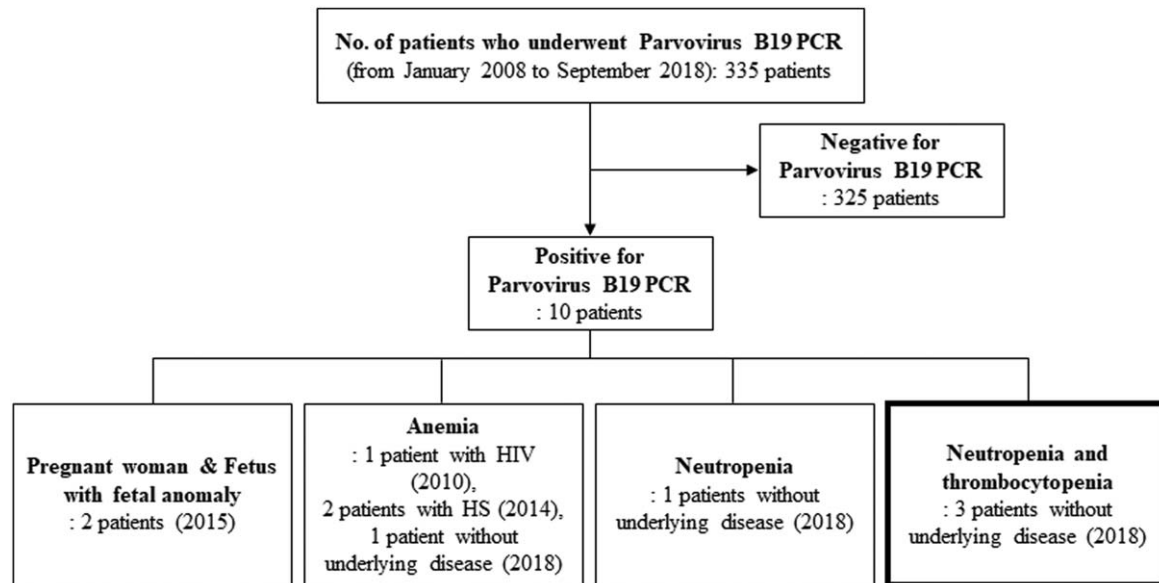 No. of patients who underwent Parvovirus B19 PCR
(from January 2008 to September 2018): 335 patients
Negative for
Parvovirus B19 PCR
: 325 patients
Positive for
Parvovirus B19 PCR
: 10 patients
Pregnant woman & Fetus
with fetal anomaly
: 2 patients (2015)
Anemia
: 1 patient with HIV
(2010),
2 patients with HS (2014),
1 patient without
underlying disease (2018)
Neutropenia
: 1 patients without
underlying disease (2018)
Neutropenia and
thrombocytopenia
: 3 patients without
underlying disease (2018)